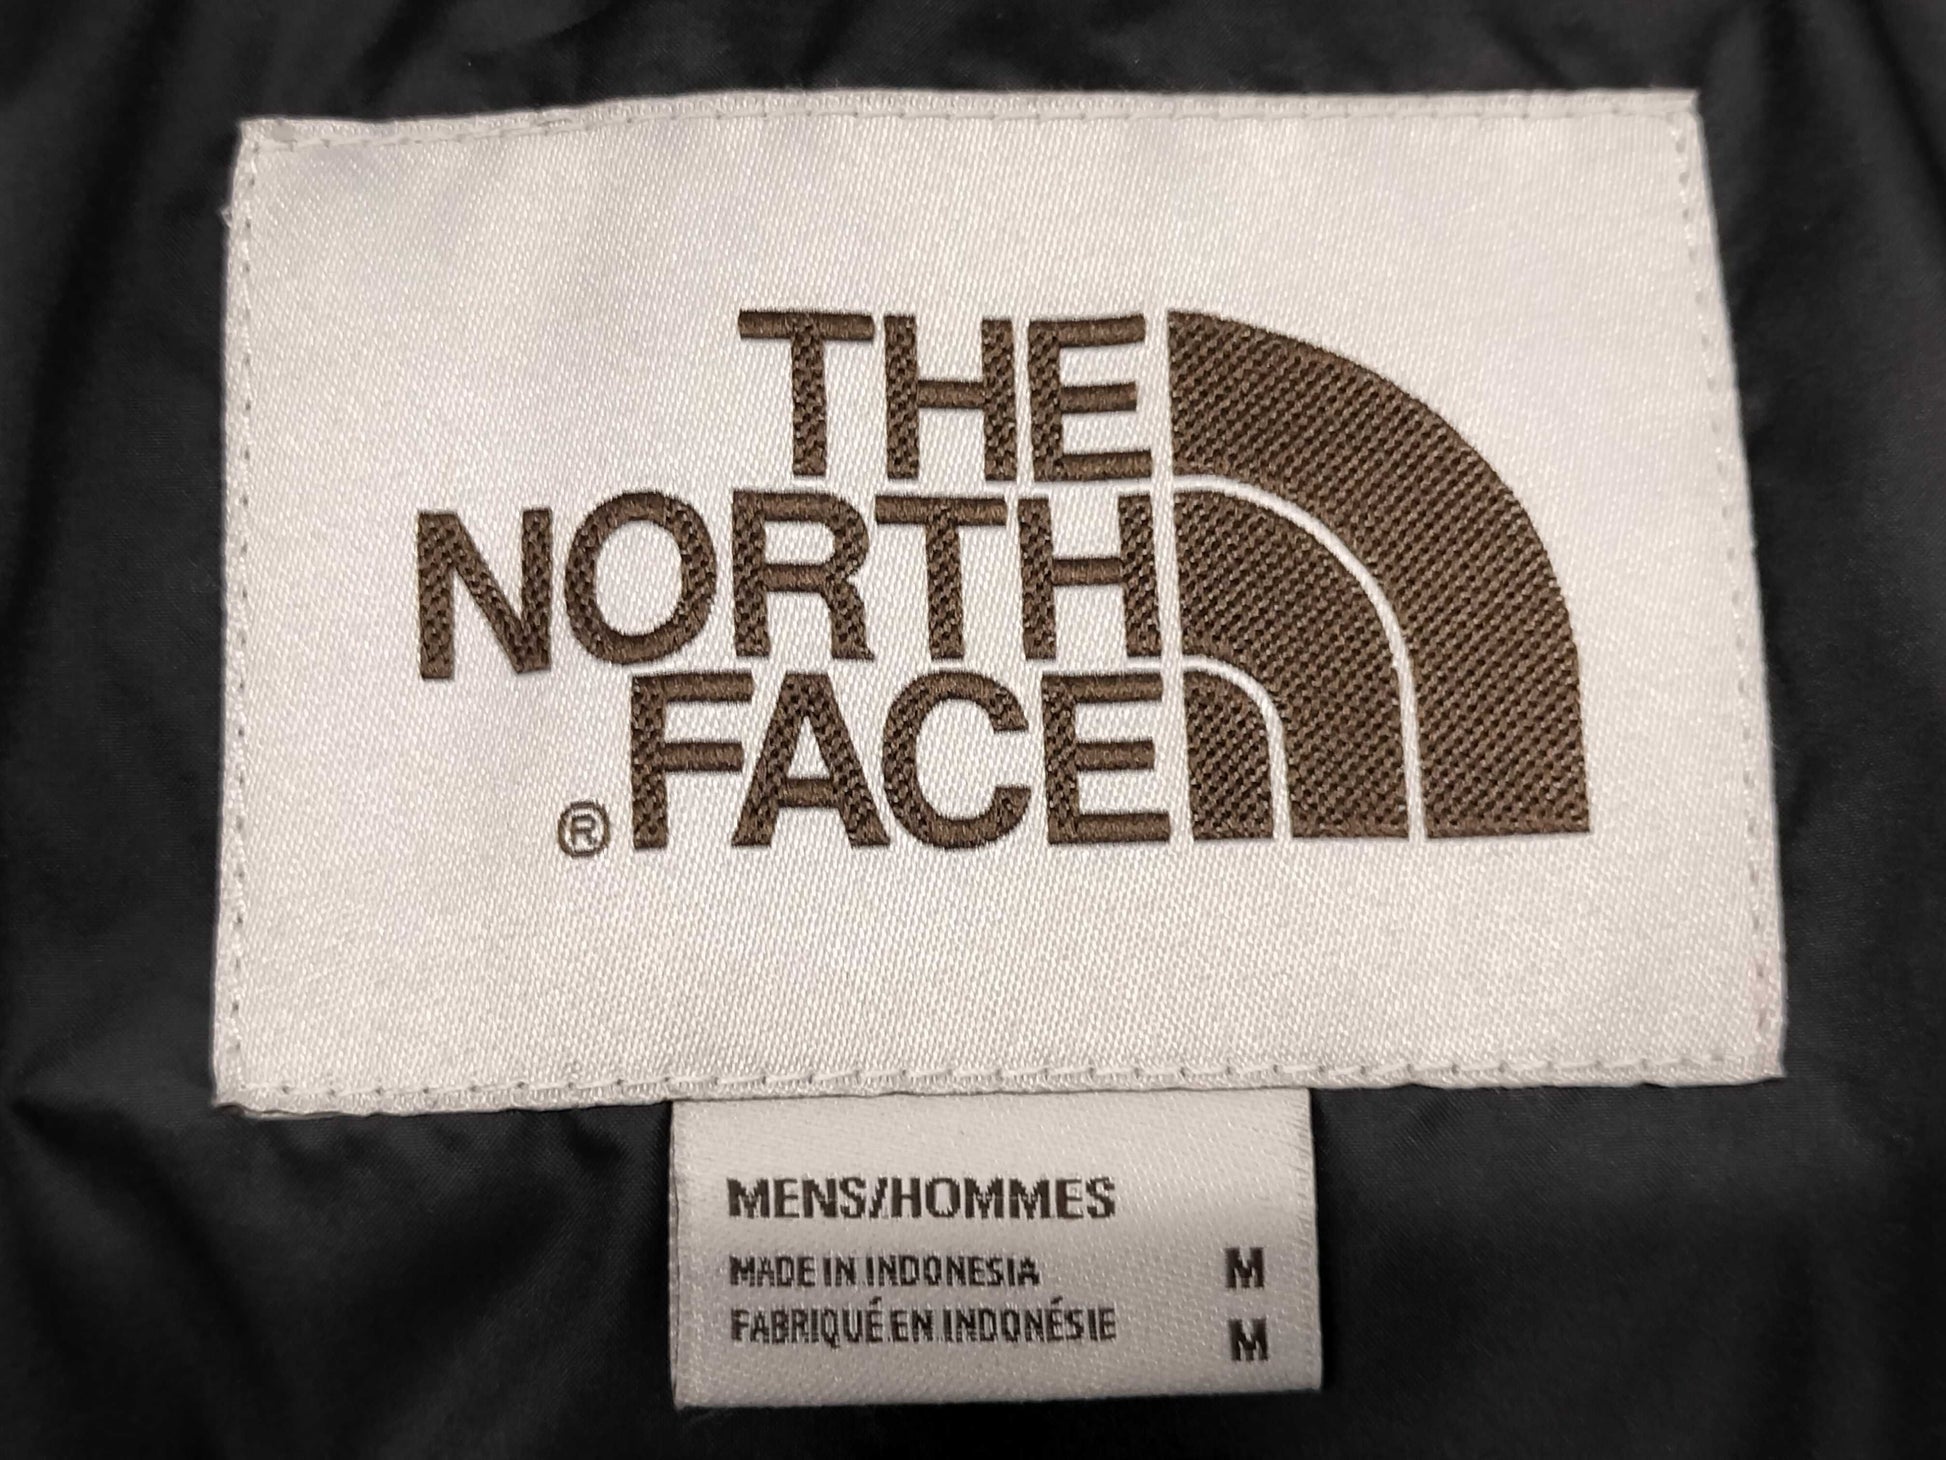 THE
NORTH
® FACE
MENS/HOMMES
MADE IN INDONESIA M
FABRIQUÉ EN INDONÉSIE M